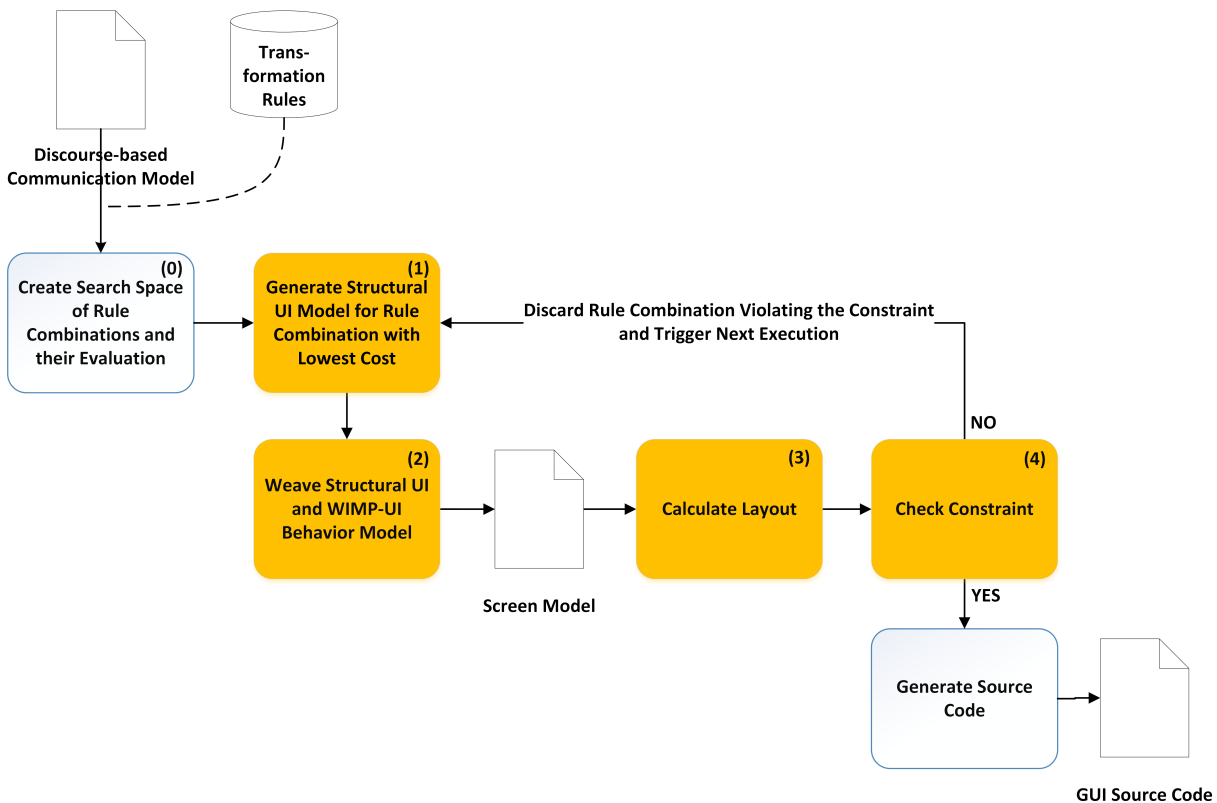 Trans-
formation
Rules
Discourse-based
Communication Model
(0)
Create Search Space
of Rule
Combinations and
their Evaluation
(1)
Generate Structural
UI Model for Rule
Combination with
Lowest Cost
Discard Rule Combination Violating the Constraint
and Trigger Next Execution
NO
(2)
Weave Structural UI
and WIMP-UI
Behavior Model
Screen Model
(3)
Calculate Layout
(4)
Check Constraint
YES
Generate Source
Code
GUI Source Code